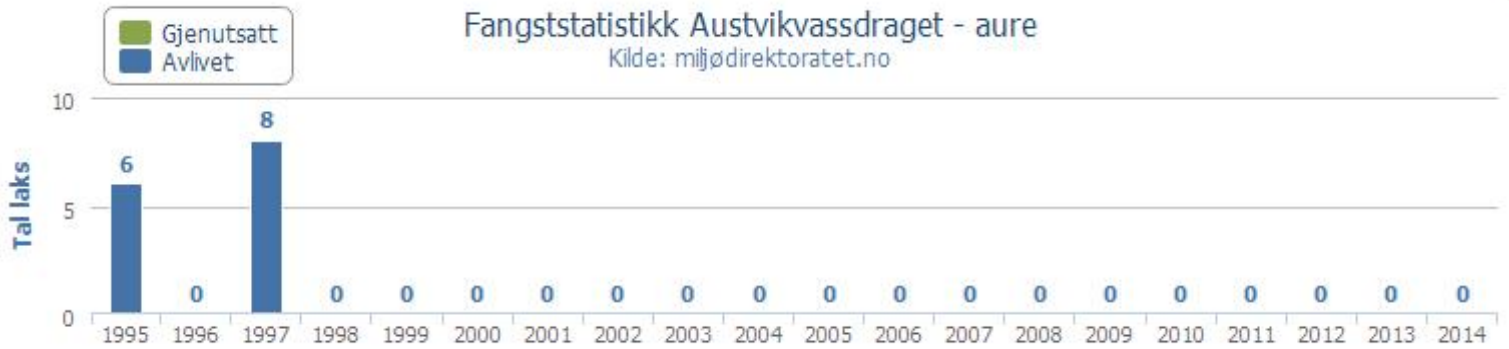 Gjenutsatt
Avlivet
Fangststatistikk Austvikvassdraget - aure
Kilde: miljødirektoratet.no
Tal laks
10
5
0
6 0 8 0 0 0 0 0 0 0 0 0 0 0 0 0 0 0 0 0
1995 1996 1997 1998 1999 2000 2001 2002 2003 2004 2005 2006 2007 2008 2009 2010 2011 2012 2013 2014